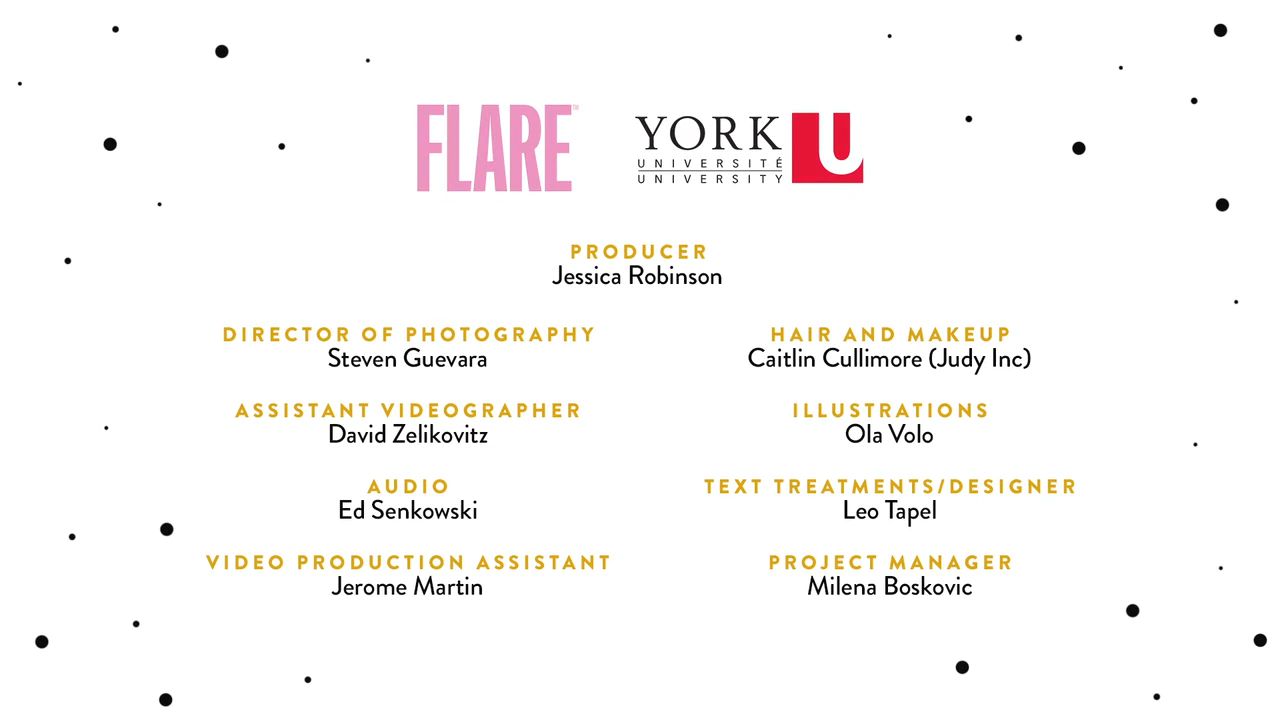 FLARE™
YORK U
UNIVERSITÉ
UNIVERSITY
PRODUCER
Jessica Robinson
DIRECTOR OF PHOTOGRAPHY
Steven Guevara
ASSISTANT VIDEOGRAPHER
David Zelikovitz
AUDIO
Ed Senkowski
VIDEO PRODUCTION ASSISTANT
Jerome Martin
HAIR AND MAKEUP
Caitlin Cullimore (Judy Inc)
ILLUSTRATIONS
Ola Volo
TEXT TREATMENTS/DESIGNER
Leo Tapel
PROJECT MANAGER
Milena Boskovic